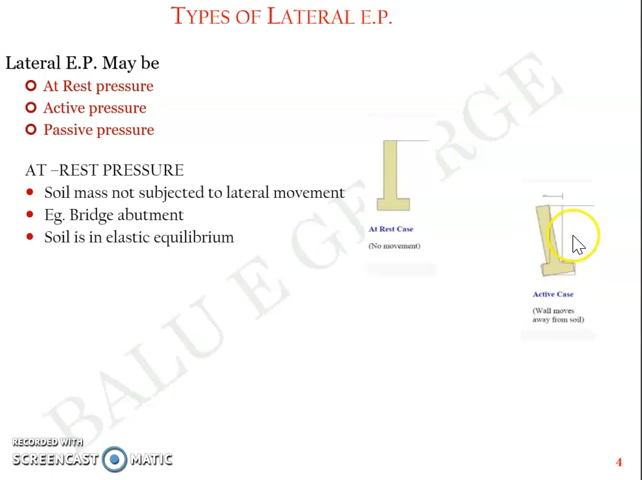 TYPES OF LATERAL E.P.
Lateral E.P. May be
At Rest pressure
Active pressure
Passive pressure
AT –REST PRESSURE
Soil mass not subjected to lateral movement
Eg. Bridge abutment
Soil is in elastic equilibrium
At Rest Case
(No movement)
Active Case
(Wall moves
away from soil)
BALU E GEORGE
RECORDED WITH
SCREENCAST MATIC
4